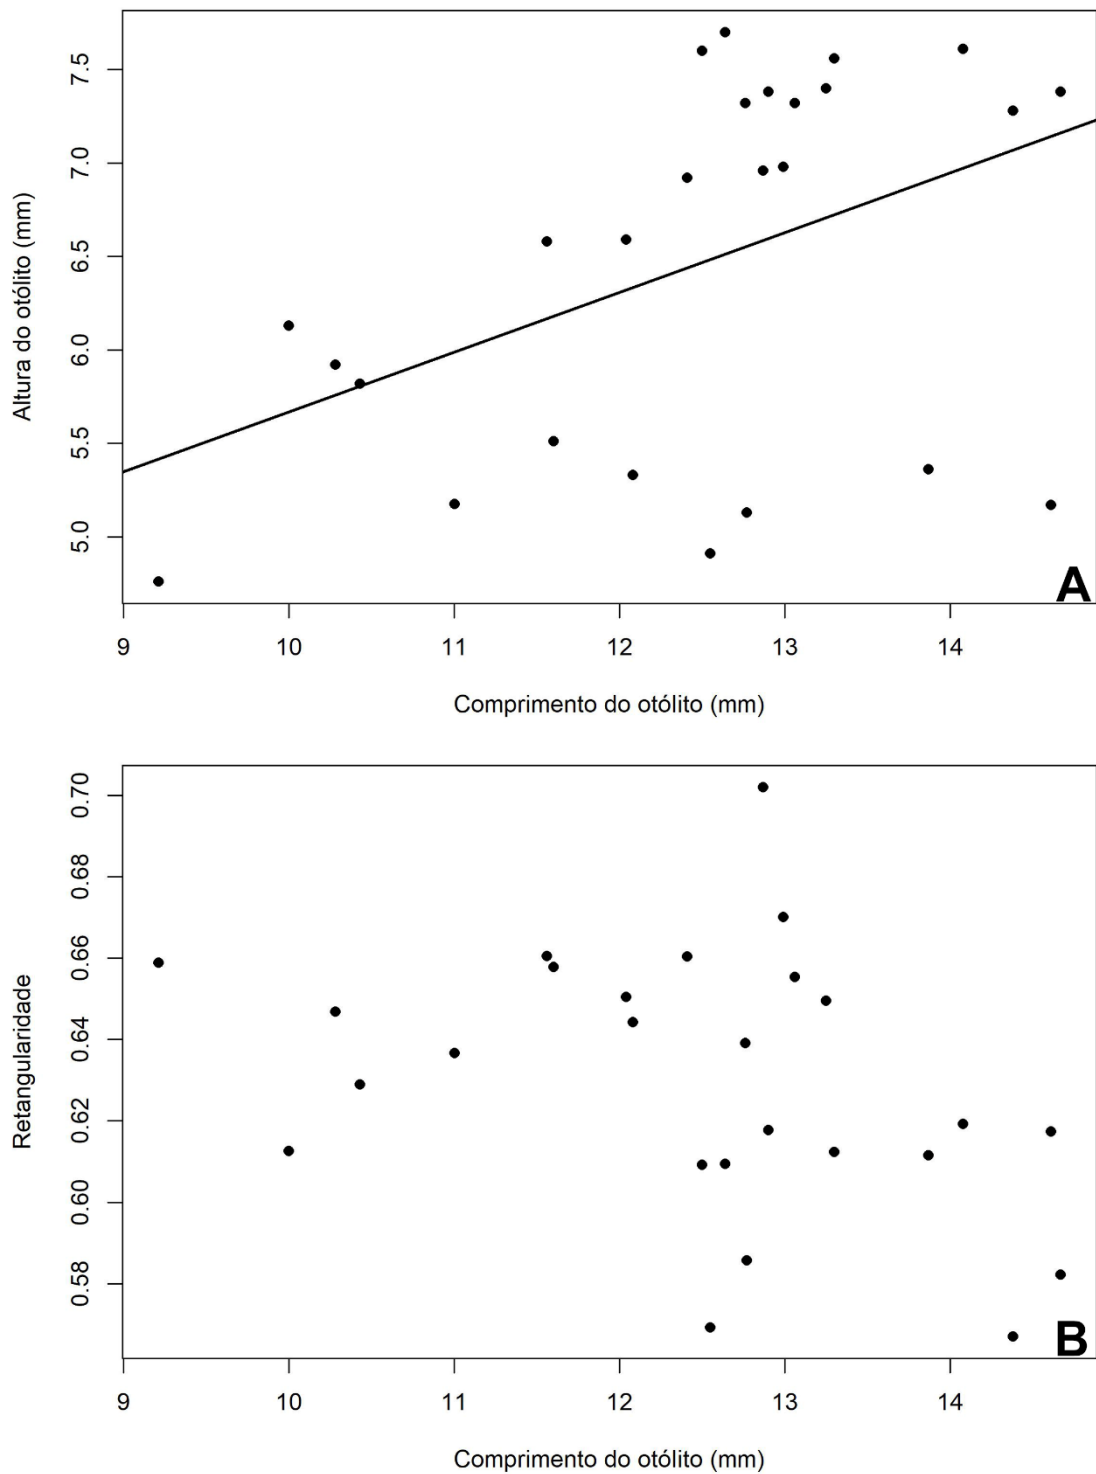 7.5
7.0
6.5
6.0
5.5
5.0
Altura do otólito (mm)
A
9 10 11 12 13 14
Comprimento do otólito (mm)
0.70
0.68
0.66
0.64
0.62
0.60
0.58
Retangularidade
B
9 10 11 12 13 14
Comprimento do otólito (mm)